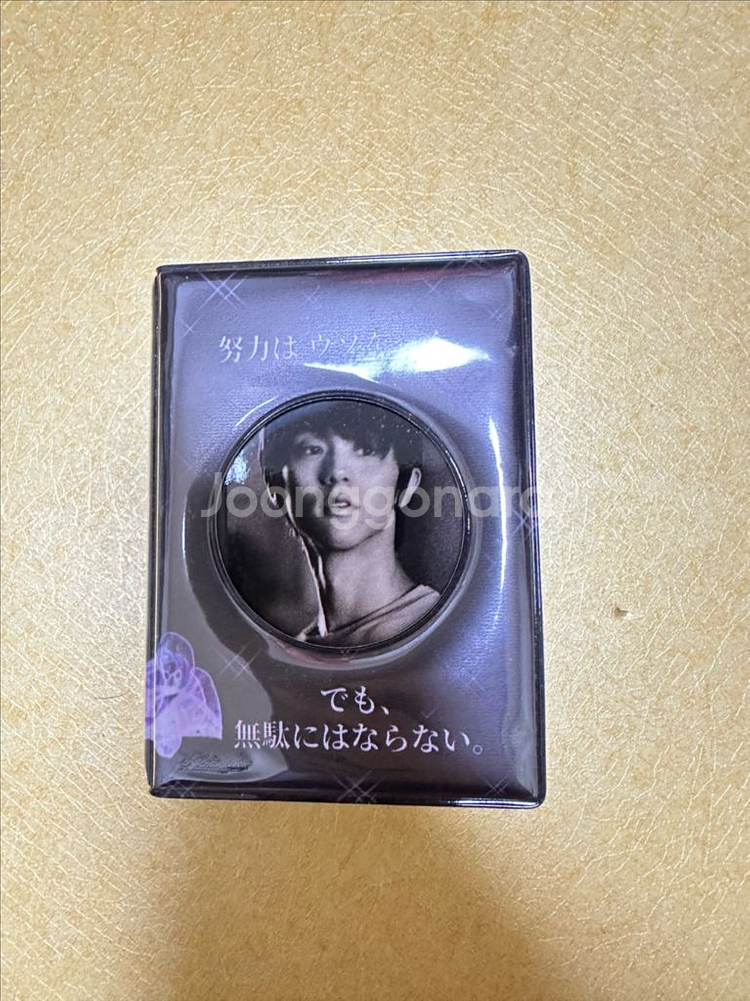 努力は ウソ
Joonggonara
でも、
無駄にはならない。